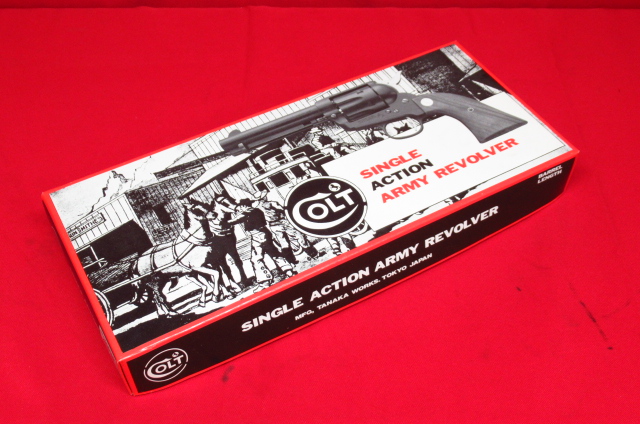 SINGLE
ACTION
ARMY REVOLVER
COLT
SINGLE ACTION ARMY REVOLVER
MFG, TANAKA WORKS, TOKYO JAPAN
COLT
BARREL
LENGTH